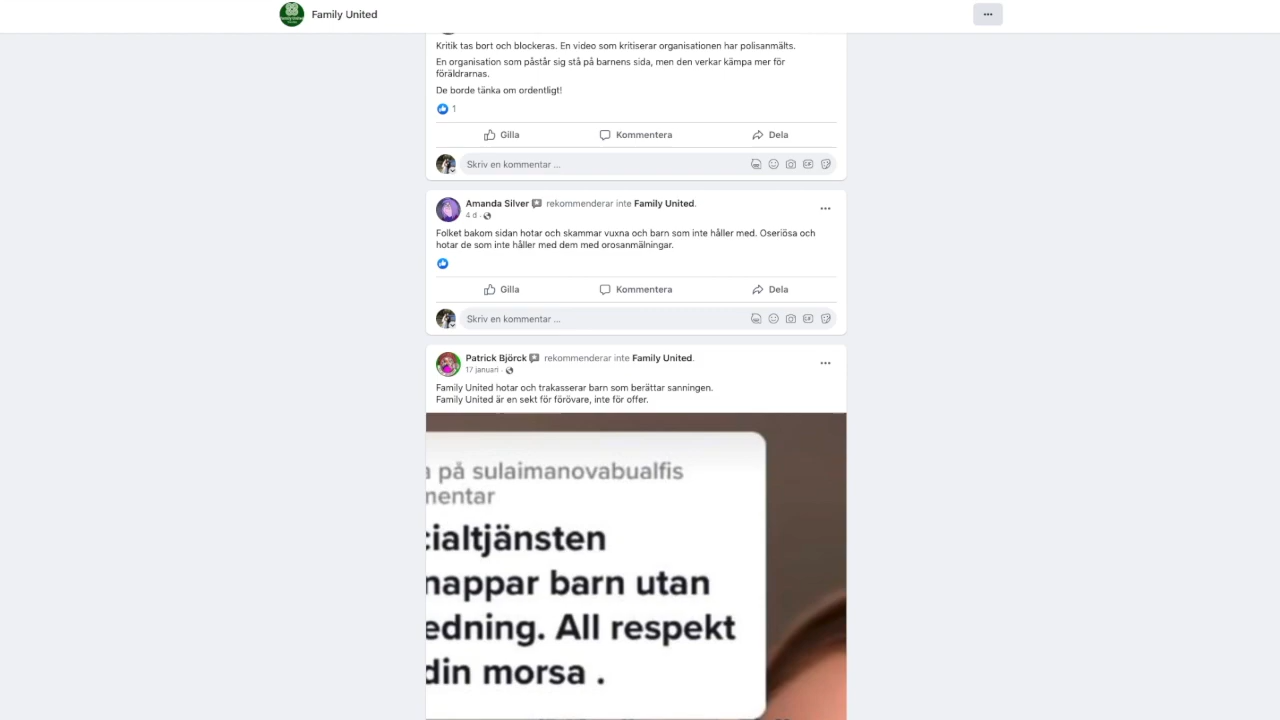 Family United
Kritik tas bort och blockeras. En video som kritiserar organisationen har polisanmälts.
En organisation som påstår sig stå på barnens sida, men den verkar kämpa mer för
föräldrarnas.
De borde tänka om ordentligt!
1
Gilla Kommentera Dela
Skriv en kommentar ...
Amanda Silver rekommenderar inte Family United.
4 d ·
Folket bakom sidan hotar och skammar vuxna och barn som inte håller med. Oseriösa och
hotar de som inte håller med dem med orosanmälningar.
Gilla Kommentera Dela
Skriv en kommentar ...
Patrick Björck rekommenderar inte Family United.
17 januari ·
Family United hotar och trakasserar barn som berättar sanningen.
Family United är en sekt för förövare, inte för offer.
på sulaimanovabualfis
mentar
cialtjänsten
nappar barn utan
edning. All respekt
din morsa .